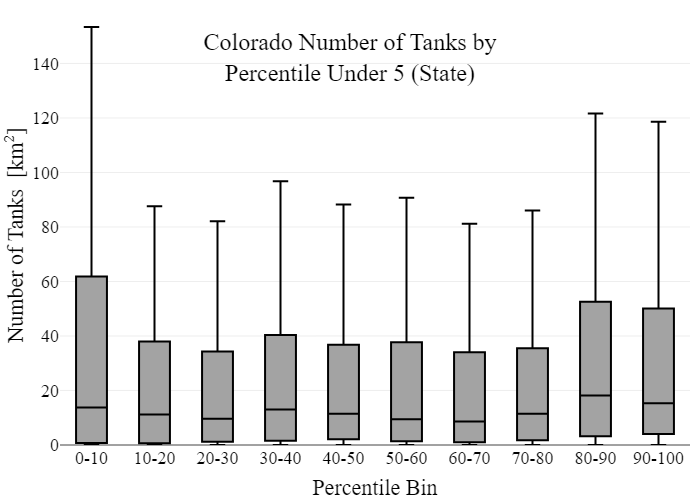 Colorado Number of Tanks by
Percentile Under 5 (State)
Number of Tanks [km²]
140
120
100
80
60
40
20
0
0-10 10-20 20-30 30-40 40-50 50-60 60-70 70-80 80-90 90-100
Percentile Bin